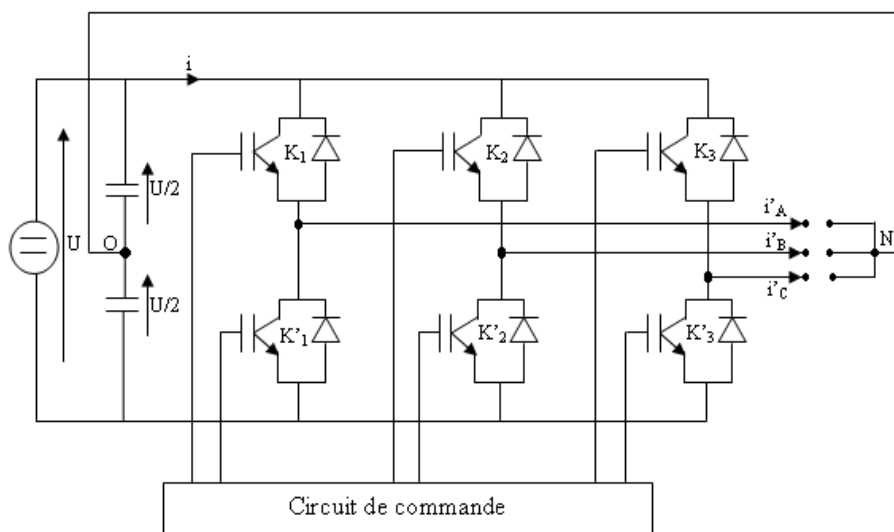 i
K1
K2
K3
U/2
i'A
U
O
i'B
N
i'C
U/2
K'1
K'2
K'3
Circuit de commande